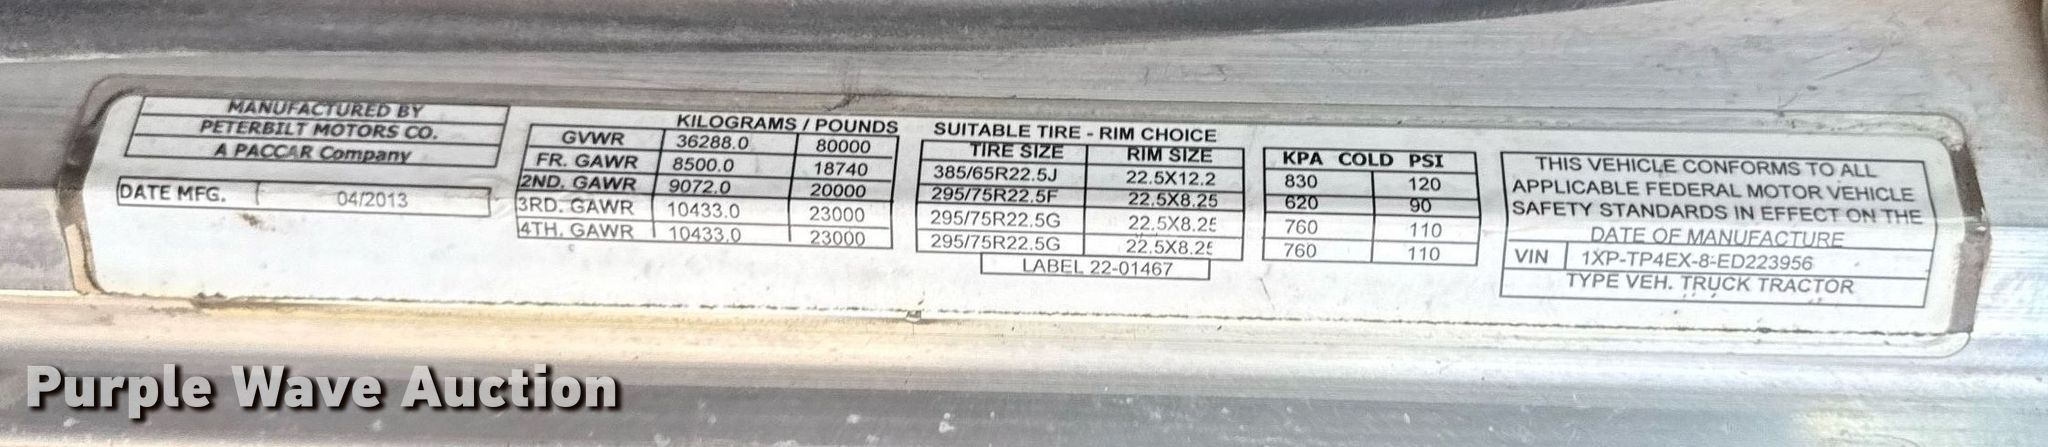 MANUFACTURED BY
PETERBILT MOTORS CO.
A PACCAR Company
DATE MFG. 04/2013
KILOGRAMS / POUNDS
GVWR 36288.0 80000
FR. GAWR 8500.0 18740
2ND. GAWR 9072.0 20000
3RD. GAWR 10433.0 23000
4TH. GAWR 10433.0 23000
SUITABLE TIRE - RIM CHOICE
TIRE SIZE RIM SIZE
385/65R22.5J 22.5X12.2
295/75R22.5F 22.5X8.25
295/75R22.5G 22.5X8.25
295/75R22.5G 22.5X8.25
LABEL 22-01467
KPA COLD PSI
830 120
620 90
760 110
760 110
THIS VEHICLE CONFORMS TO ALL
APPLICABLE FEDERAL MOTOR VEHICLE
SAFETY STANDARDS IN EFFECT ON THE
DATE OF MANUFACTURE
VIN 1XP-TP4EX-8-ED223956
TYPE VEH. TRUCK TRACTOR
Purple Wave Auction